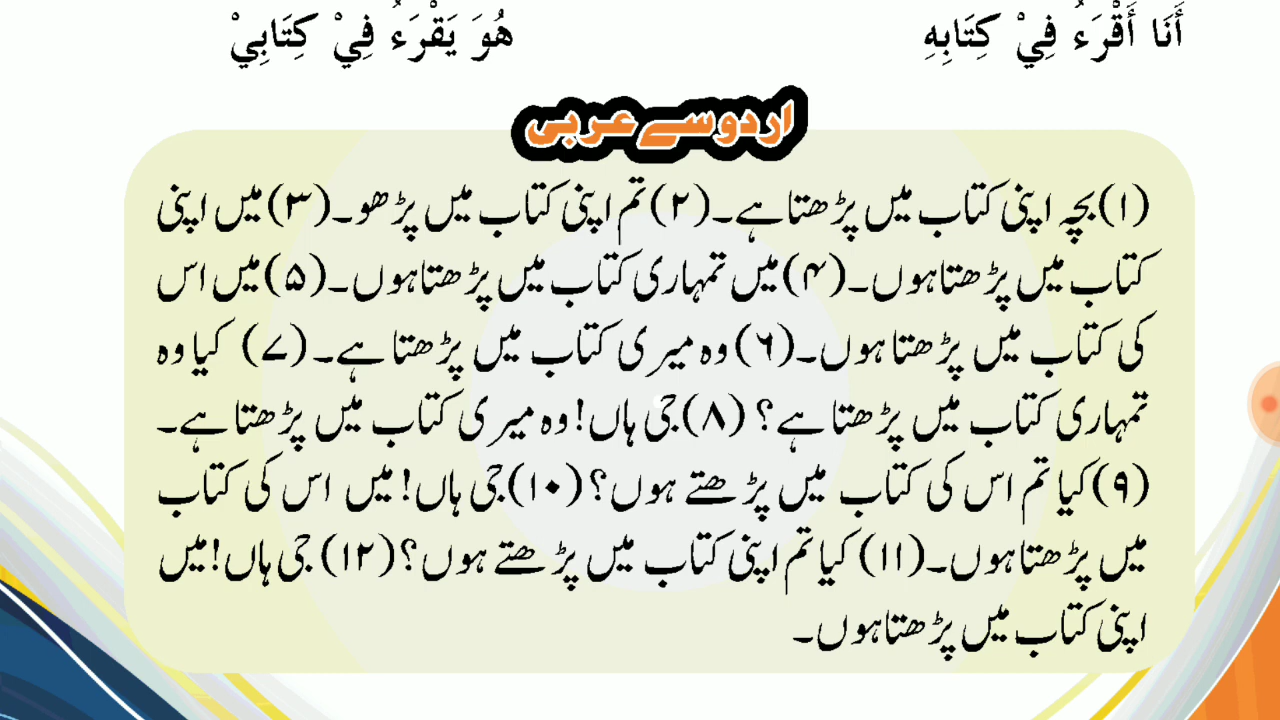 أَنَا أَقْرَءُ فِيْ كِتَابِهِ هُوَ يَقْرَءُ فِيْ كِتَابِيْ
اردو سے عربی
(۱) بچہ اپنی کتاب میں پڑھتا ہے۔ (۲) تم اپنی کتاب میں پڑھو۔ (۳) میں اپنی
کتاب میں پڑھتا ہوں۔ (۴) میں تمہاری کتاب میں پڑھتا ہوں۔ (۵) میں اس
کی کتاب میں پڑھتا ہوں۔ (۶) وہ میری کتاب میں پڑھتا ہے۔ (۷) کیا وہ
تمہاری کتاب میں پڑھتا ہے؟ (۸) جی ہاں! وہ میری کتاب میں پڑھتا ہے۔
(۹) کیا تم اس کی کتاب میں پڑھتے ہوں؟ (۱۰) جی ہاں! میں اس کی کتاب
میں پڑھتا ہوں۔ (۱۱) کیا تم اپنی کتاب میں پڑھتے ہوں؟ (۱۲) جی ہاں! میں
اپنی کتاب میں پڑھتا ہوں۔